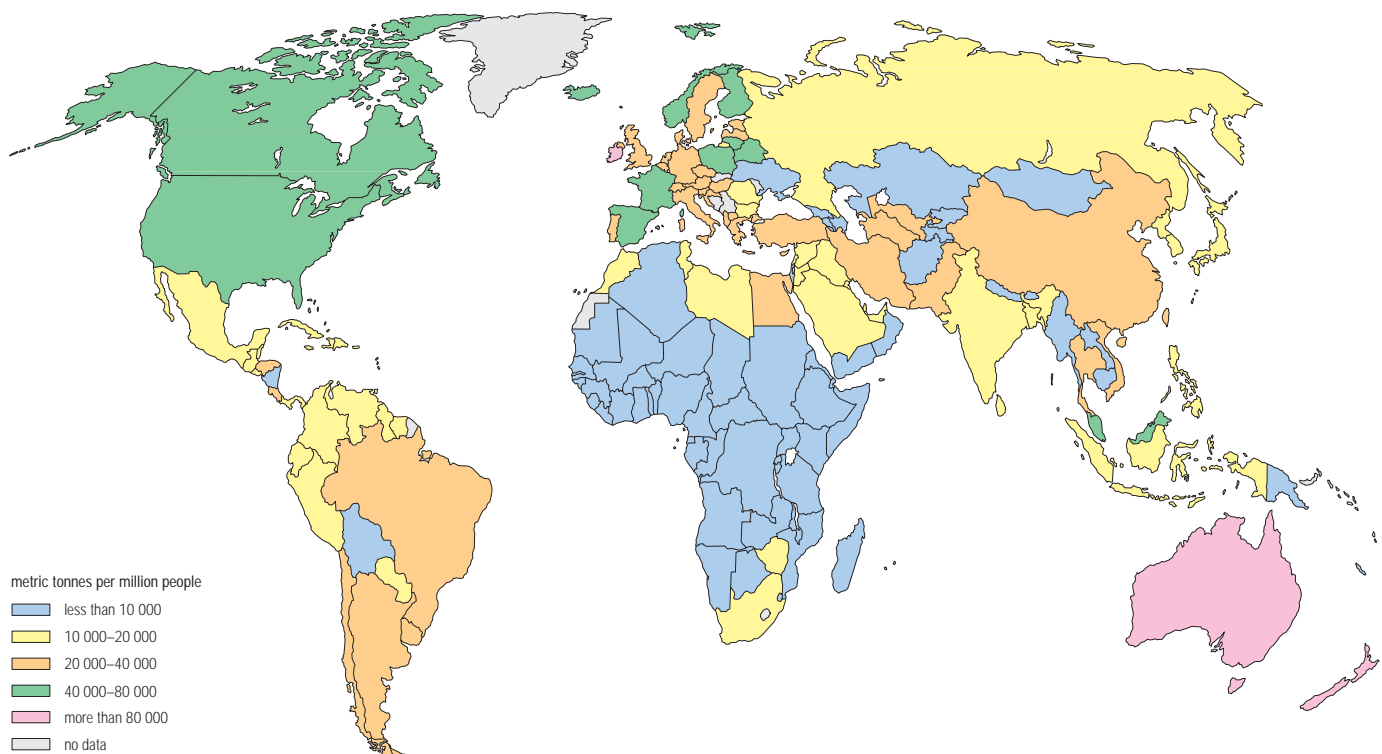 metric tonnes per million people
less than 10 000
10 000–20 000
20 000–40 000
40 000–80 000
more than 80 000
no data